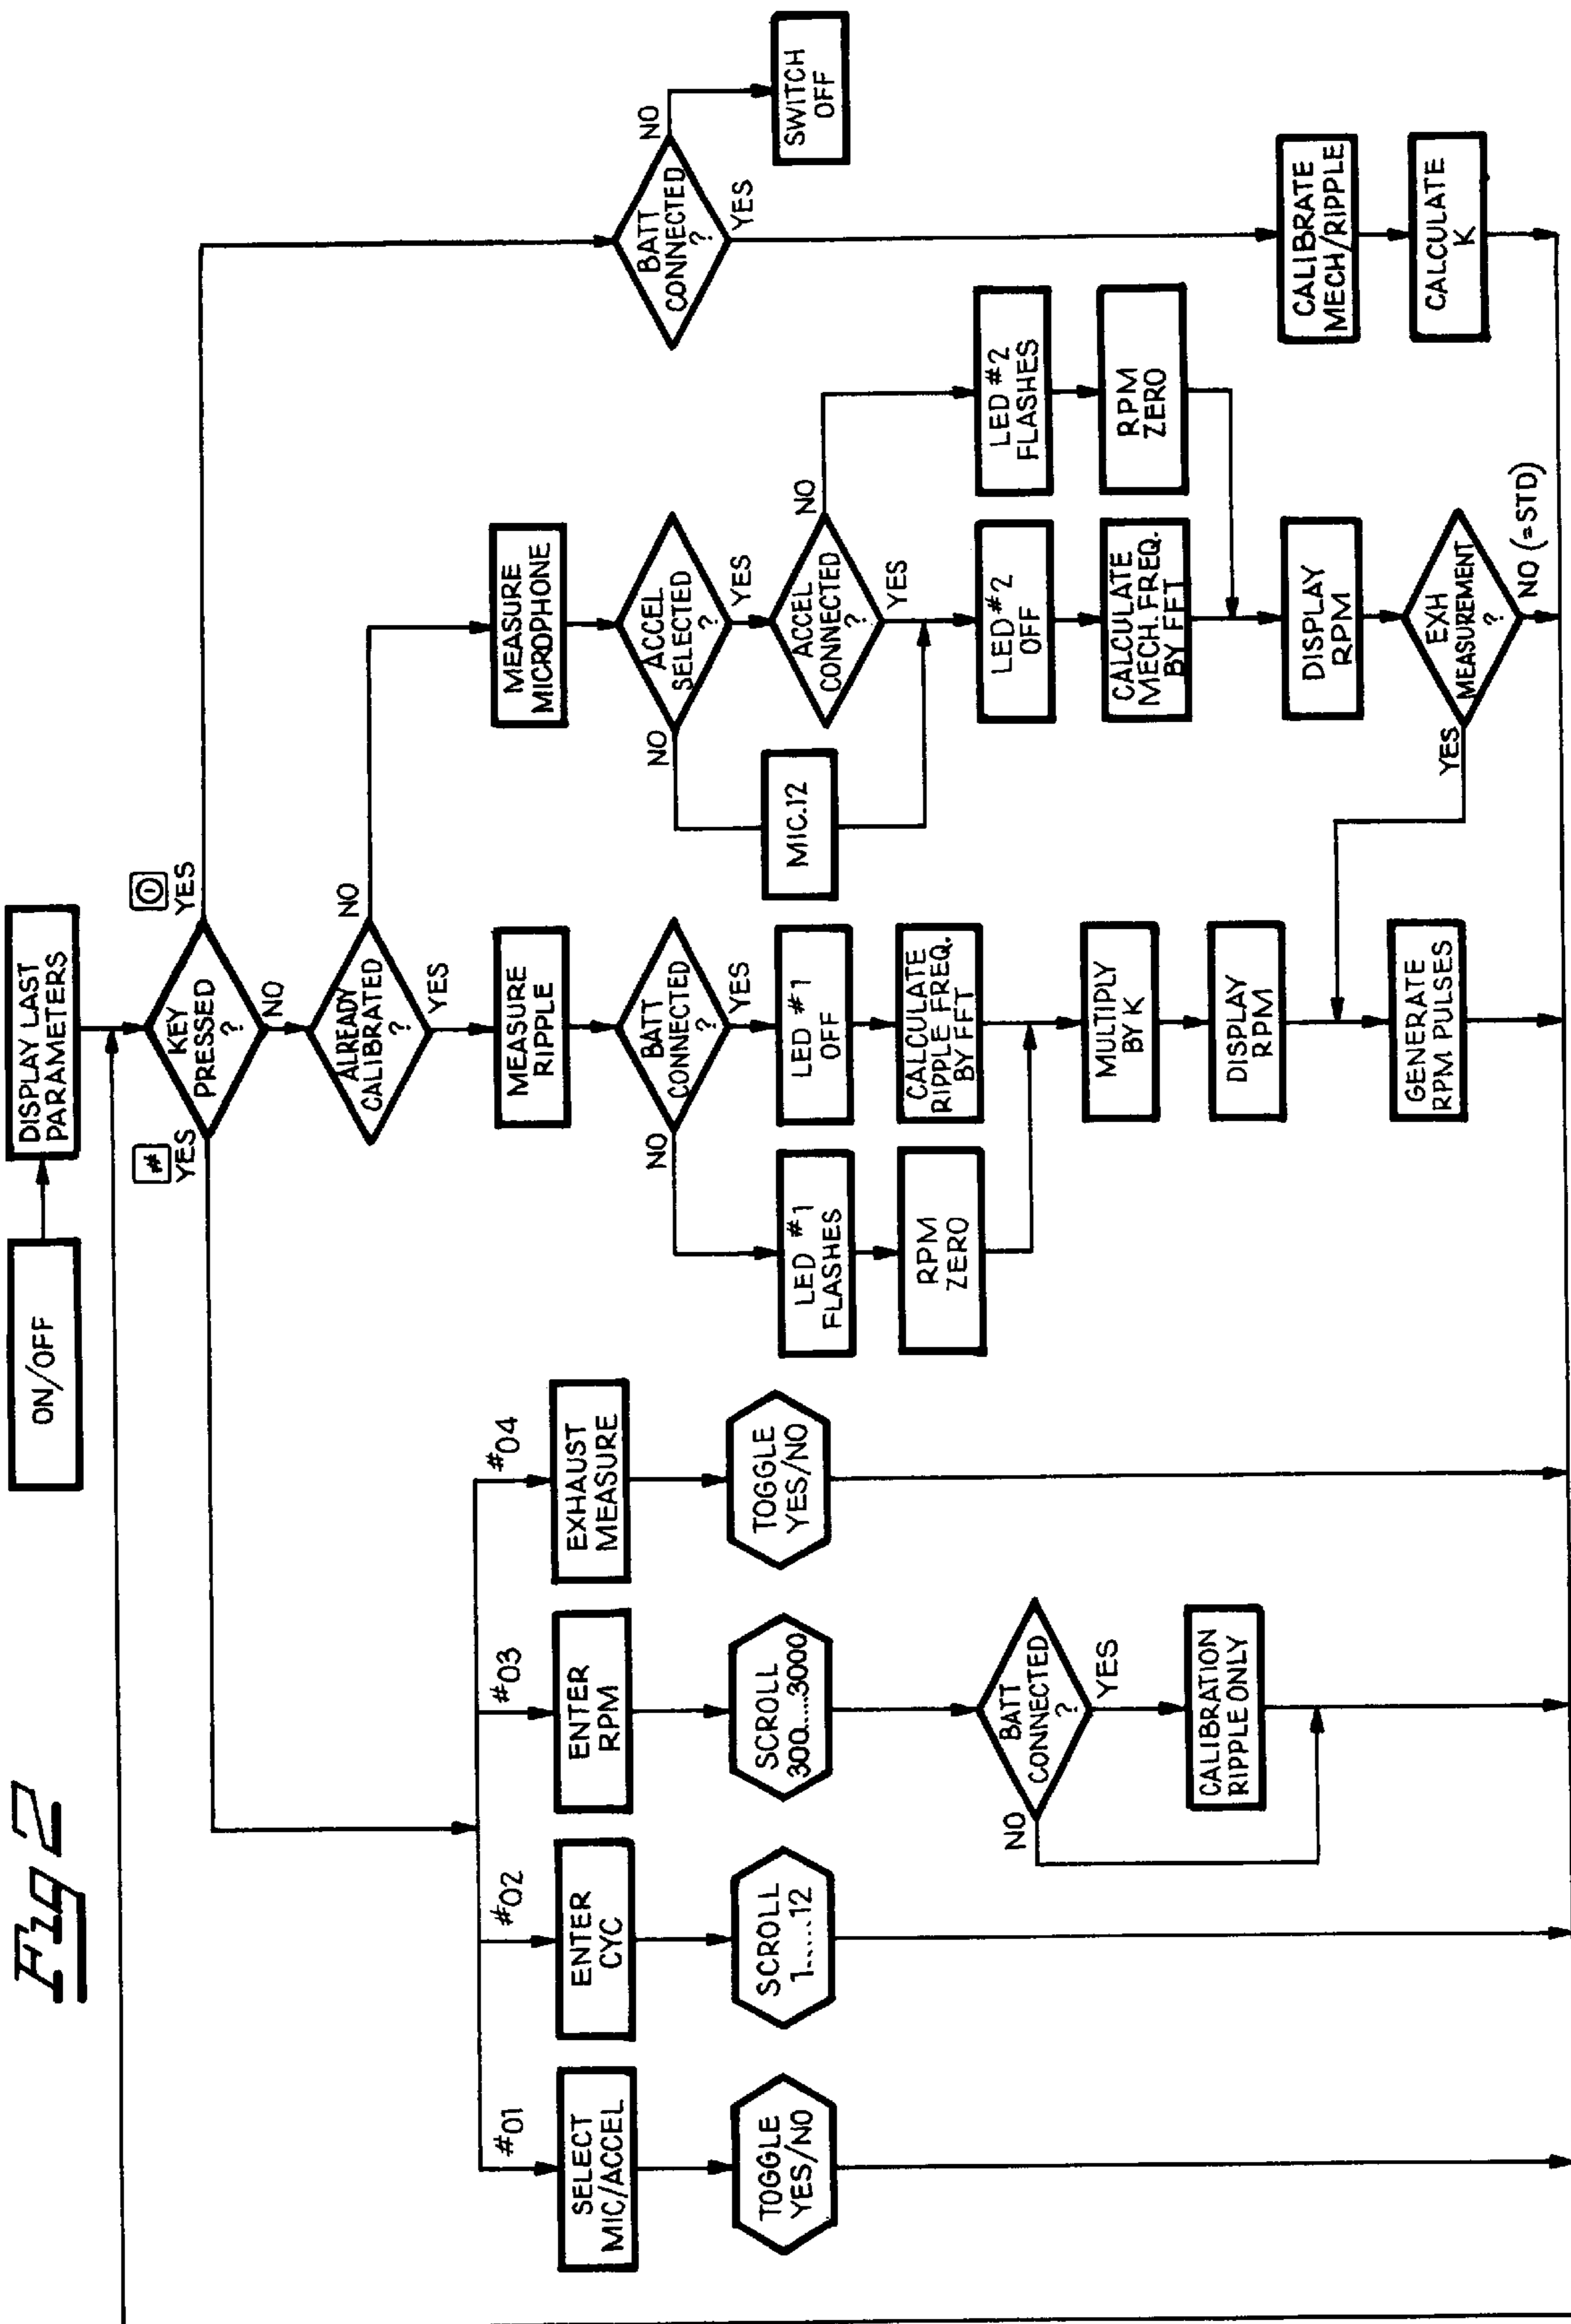 Fig 2
ON/OFF
DISPLAY LAST
PARAMETERS
#
YES
KEY
PRESSED
?
YES
NO
ALREADY
CALIBRATED
?
NO
YES
#01
SELECT
MIC/ACCEL
TOGGLE
YES/NO
#02
ENTER
CYC
SCROLL
1.....12
#03
ENTER
RPM
SCROLL
300....3000
BATT
CONNECTED
?
NO
YES
CALIBRATION
RIPPLE ONLY
#04
EXHAUST
MEASURE
TOGGLE
YES/NO
MEASURE
RIPPLE
BATT
CONNECTED
?
NO
YES
LED #1
FLASHES
RPM
ZERO
LED #1
OFF
CALCULATE
RIPPLE FREQ.
BY FFT
MULTIPLY
BY K
DISPLAY
RPM
GENERATE
RPM PULSES
MEASURE
MICROPHONE
ACCEL
SELECTED
?
NO
YES
MIC.12
ACCEL
CONNECTED
?
NO
YES
LED #2
OFF
CALCULATE
MECH.FREQ.
BY FFT
LED #2
FLASHES
RPM
ZERO
DISPLAY
RPM
EXH
MEASUREMENT
?
YES
NO (=STD)
BATT
CONNECTED
?
NO
YES
SWITCH
OFF
CALIBRATE
MECH/RIPPLE
CALCULATE
K